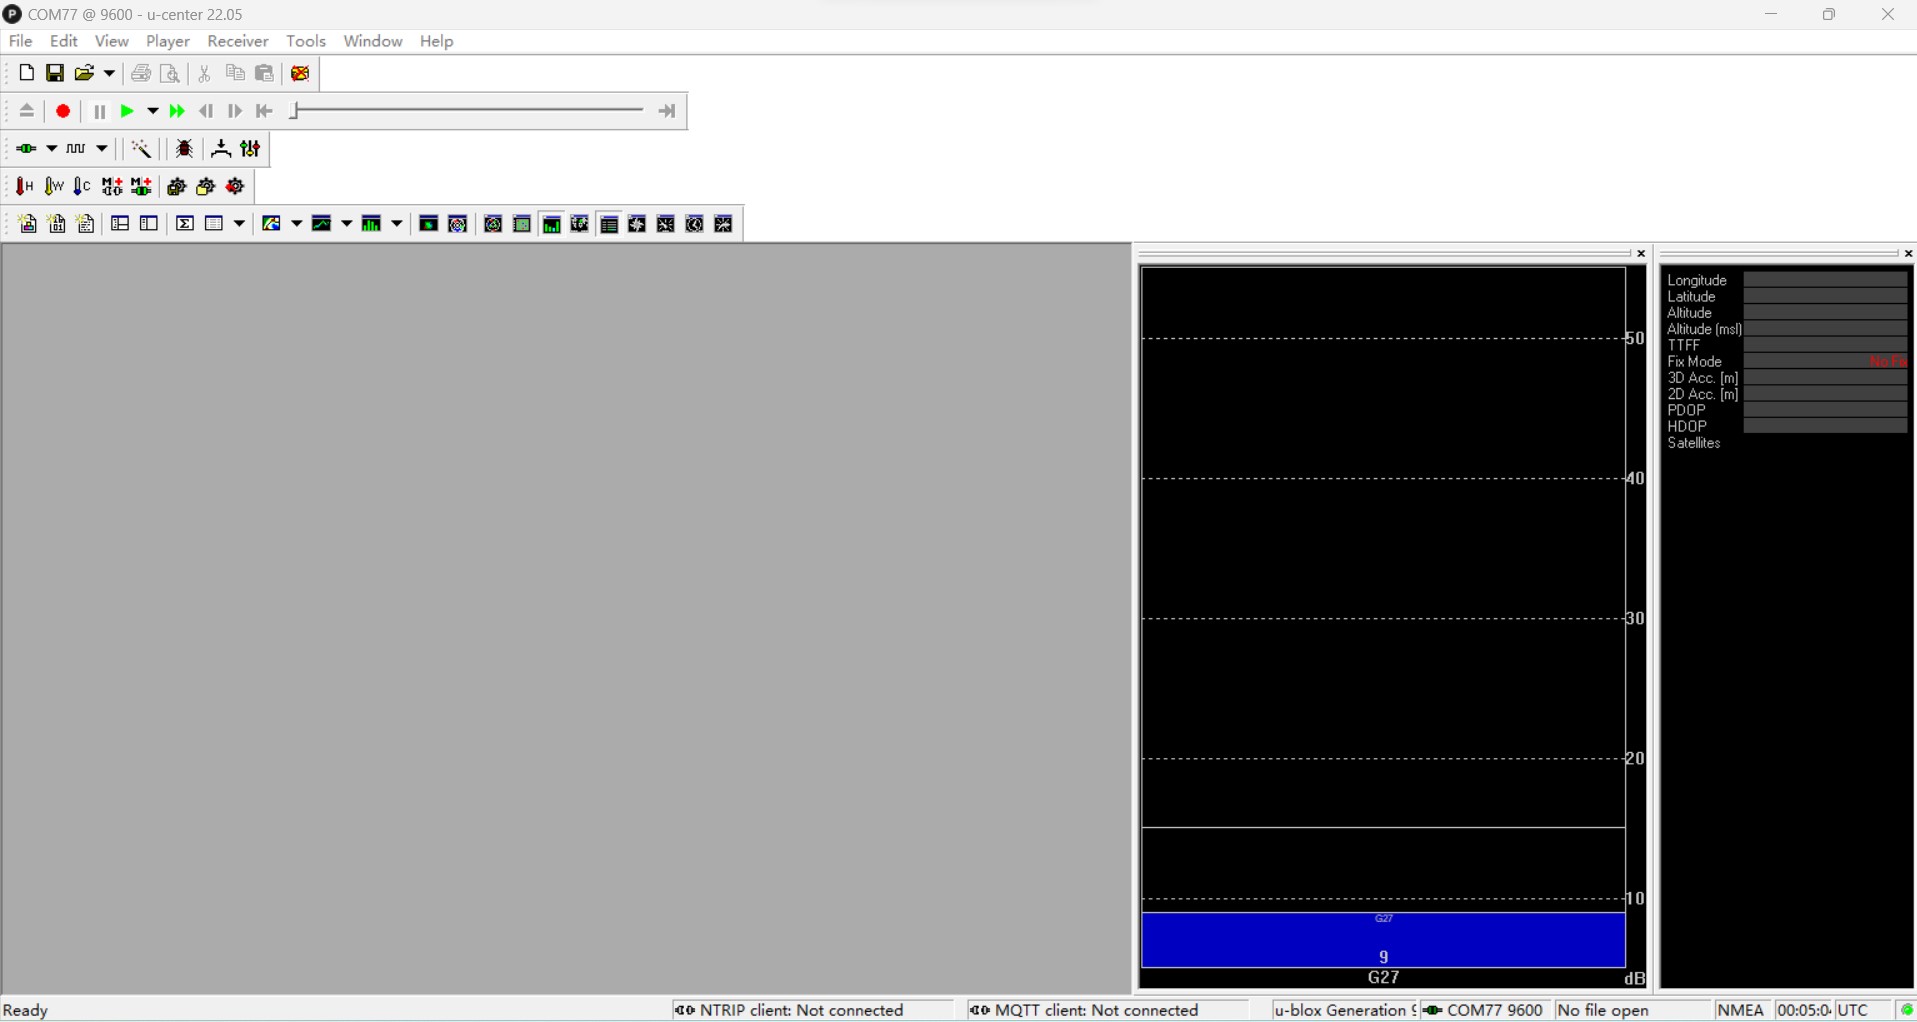 COM77 @ 9600 - u-center 22.05
File Edit View Player Receiver Tools Window Help
50
40
30
20
10
G27
9
G27
dB
Longitude
Latitude
Altitude
Altitude (msl)
TTFF
Fix Mode No Fix
3D Acc. [m]
2D Acc. [m]
PDOP
HDOP
Satellites
Ready
NTRIP client: Not connected
MQTT client: Not connected
u-blox Generation 9
COM77 9600
No file open
NMEA
00:05:0
UTC